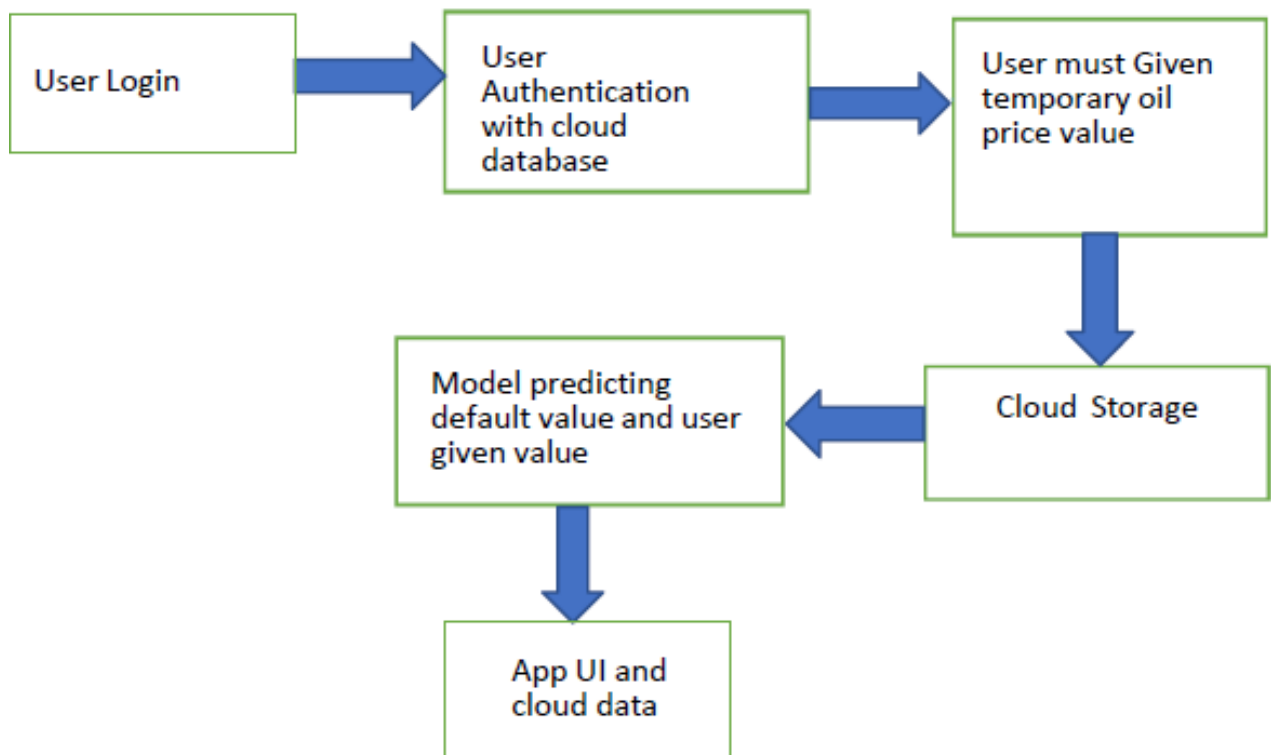 User Login
User
Authentication
with cloud
database
User must Given
temporary oil
price value
Cloud Storage
Model predicting
default value and user
given value
App UI and
cloud data